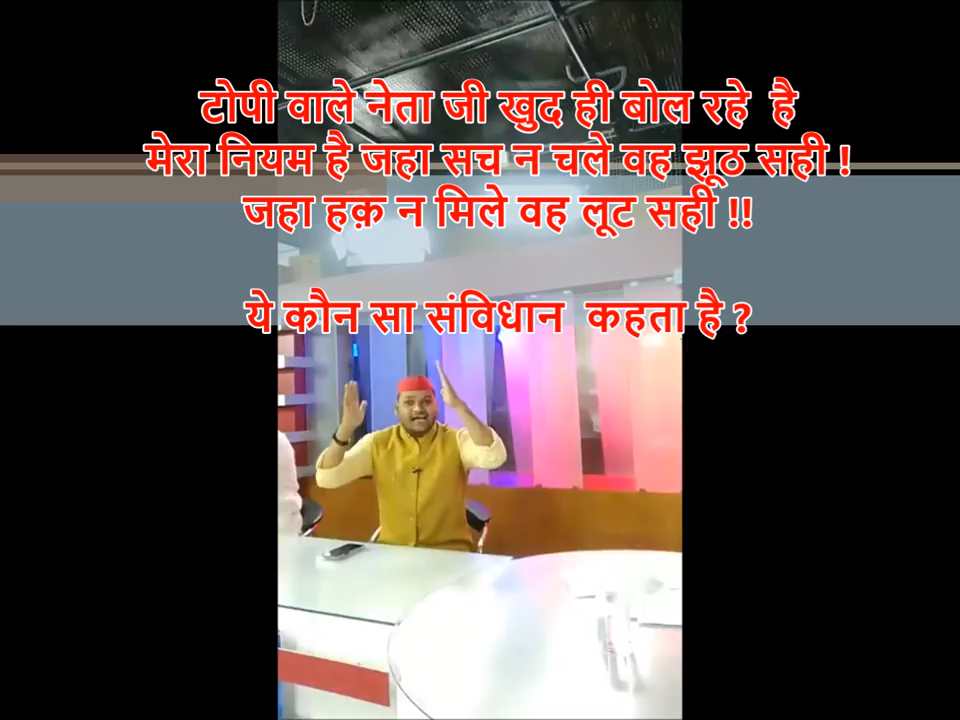 टोपी वाले नेता जी खुद ही बोल रहे है
मेरा नियम है जहा सच न चले वह झूठ सही !
जहा हक़ न मिले वह लूट सही !!
ये कौन सा संविधान कहता है ?